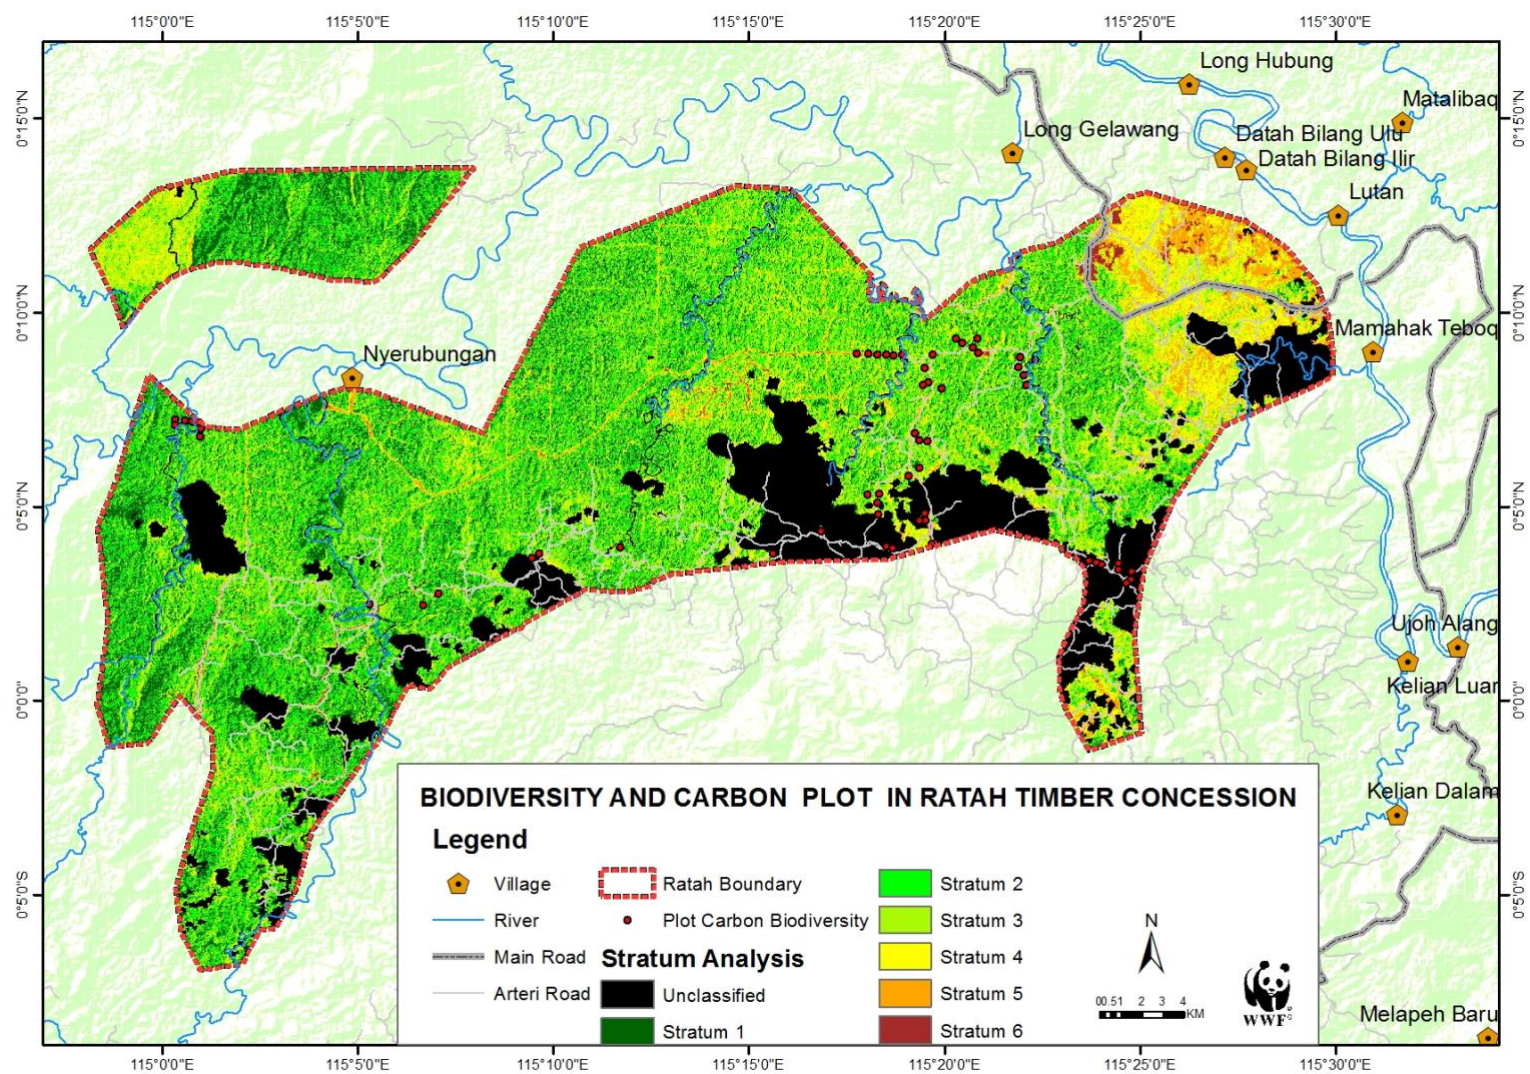 115°0'0"E 115°5'0"E 115°10'0"E 115°15'0"E 115°20'0"E 115°25'0"E 115°30'0"E
Long Hubung
0°15'0"N
Matalibaq
0°15'0"N
Long Gelawang
Datah Bilang Ulu
Datah Bilang Ilir
Lutan
0°10'0"N
0°10'0"N
Mamahak Teboq
Nyerubungan
0°5'0"N
0°5'0"N
Ujoh Alang
Kelian Luar
0°0'0"
0°0'0"
Kelian Dalam
BIODIVERSITY AND CARBON PLOT IN RATAH TIMBER CONCESSION
Legend
Village
River
Main Road
Arteri Road
Ratah Boundary
Plot Carbon Biodiversity
Stratum Analysis
Unclassified
Stratum 1
Stratum 2
Stratum 3
Stratum 4
Stratum 5
Stratum 6
N
00.51 2 3 4
KM
WWF
0°5'0"S
0°5'0"S
Melapeh Baru
115°0'0"E 115°5'0"E 115°10'0"E 115°15'0"E 115°20'0"E 115°25'0"E 115°30'0"E